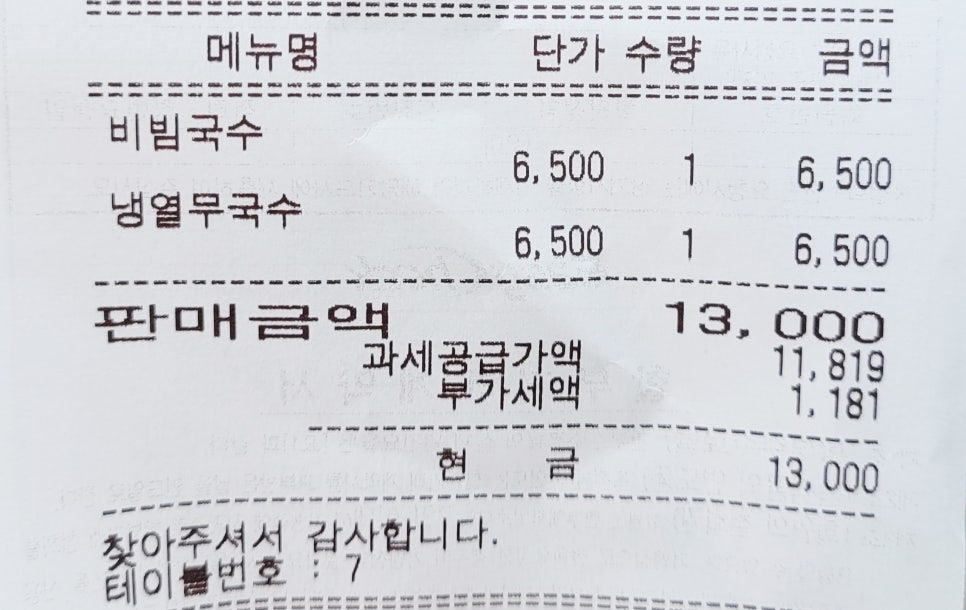 메뉴명 단가 수량 금액
비빔국수
6,500 1 6,500
냉열무국수
6,500 1 6,500
판매금액 13,000
과세공급가액 11,819
부가세액 1,181
현 금 13,000
찾아주셔서 감사합니다.
테이블번호 : 7